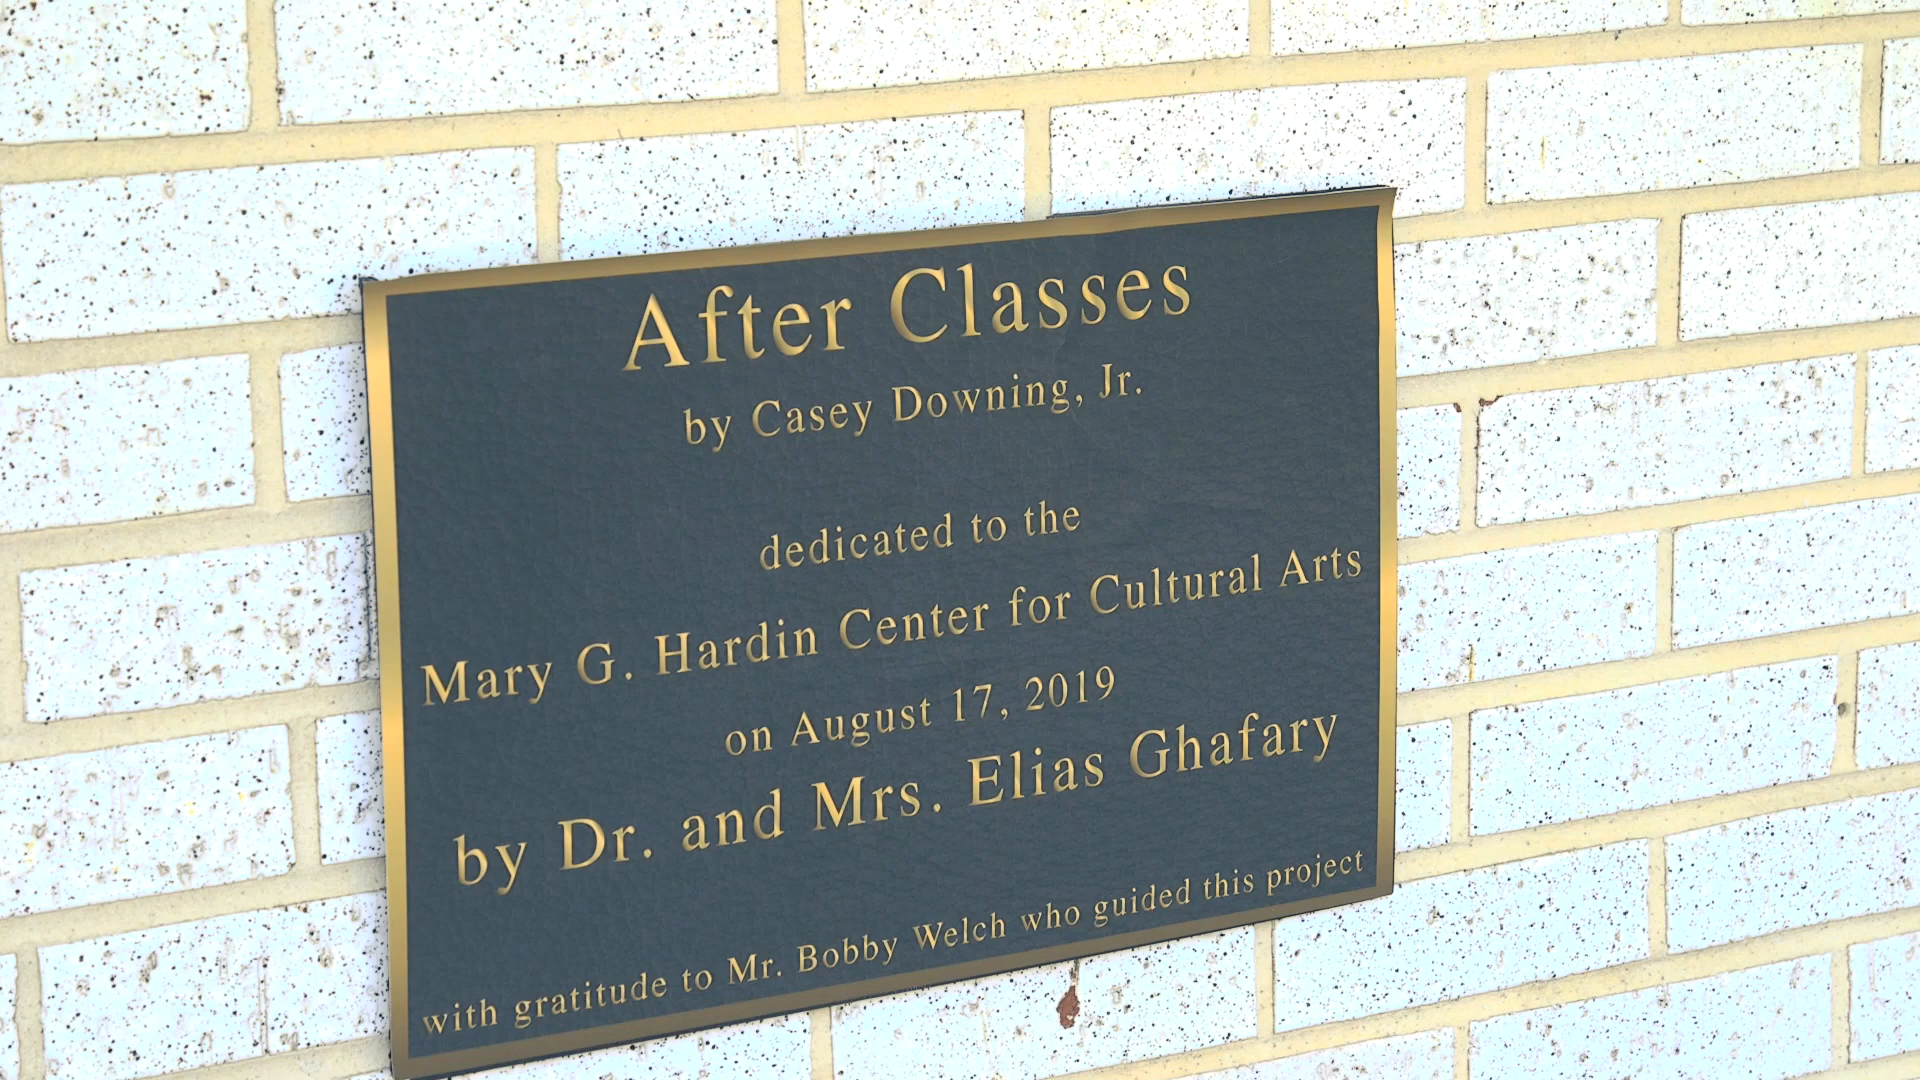 After Classes
by Casey Downing, Jr.
dedicated to the
Mary G. Hardin Center for Cultural Arts
on August 17, 2019
by Dr. and Mrs. Elias Ghafary
with gratitude to Mr. Bobby Welch who guided this project